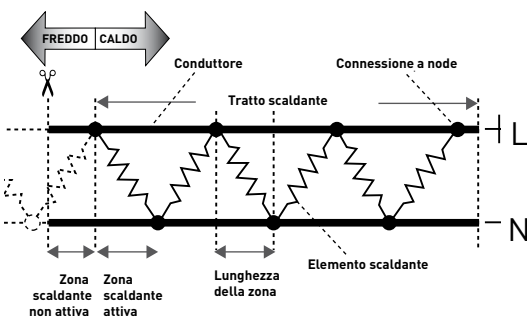 FREDDO CALDO
Conduttore
Connessione a node
Tratto scaldante
L
N
Elemento scaldante
Zona
scaldante
non attiva
Zona
scaldante
attiva
Lunghezza
della zona